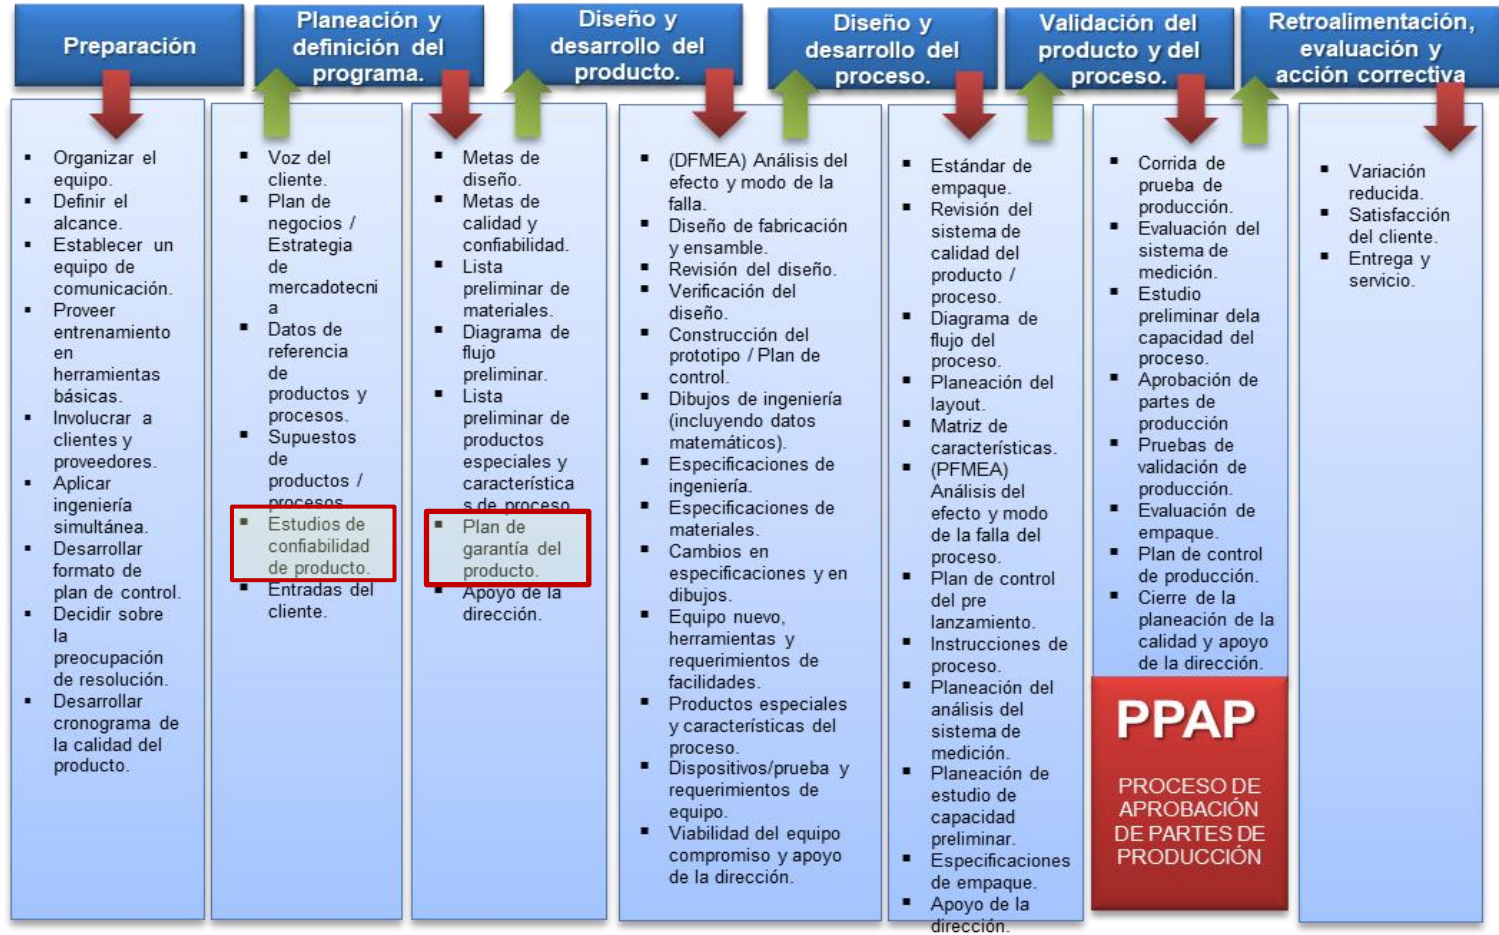 Preparación
Planeación y
definición del
programa.
Diseño y
desarrollo del
producto.
Diseño y
desarrollo del
proceso.
Validación del
producto y del
proceso.
Retroalimentación,
evaluación y
acción correctiva
▪ Organizar el
equipo.
▪ Definir el
alcance.
▪ Establecer un
equipo de
comunicación.
▪ Proveer
entrenamiento
en
herramientas
básicas.
▪ Involucrar a
clientes y
proveedores.
▪ Aplicar
ingeniería
simultánea.
▪ Desarrollar
formato de
plan de control.
▪ Decidir sobre
la
preocupación
de resolución.
▪ Desarrollar
cronograma de
la calidad del
producto.
▪ Voz del
cliente.
▪ Plan de
negocios /
Estrategia
de
mercadotecni
a
▪ Datos de
referencia
de
productos y
procesos.
▪ Supuestos
de
productos /
procesos.
▪ Estudios de
confiabilidad
de producto.
▪ Entradas del
cliente.
▪ Metas de
diseño.
▪ Metas de
calidad y
confiabilidad.
▪ Lista
preliminar de
materiales.
▪ Diagrama de
flujo
preliminar.
▪ Lista
preliminar de
productos
especiales y
característica
s de proceso
▪ Plan de
garantía del
producto.
▪ Apoyo de la
dirección.
▪ (DFMEA) Análisis del
efecto y modo de la
falla.
▪ Diseño de fabricación
y ensamble.
▪ Revisión del diseño.
▪ Verificación del
diseño.
▪ Construcción del
prototipo / Plan de
control.
▪ Dibujos de ingeniería
(incluyendo datos
matemáticos).
▪ Especificaciones de
ingeniería.
▪ Especificaciones de
materiales.
▪ Cambios en
especificaciones y en
dibujos.
▪ Equipo nuevo,
herramientas y
requerimientos de
facilidades.
▪ Productos especiales
y características del
proceso.
▪ Dispositivos/prueba y
requerimientos de
equipo.
▪ Viabilidad del equipo
compromiso y apoyo
de la dirección.
▪ Estándar de
empaque.
▪ Revisión del
sistema de
calidad del
producto /
proceso.
▪ Diagrama de
flujo del
proceso.
▪ Planeación del
layout.
▪ Matriz de
características.
▪ (PFMEA)
Análisis del
efecto y modo
de la falla del
proceso.
▪ Plan de control
del pre
lanzamiento.
▪ Instrucciones de
proceso.
▪ Planeación del
análisis del
sistema de
medición.
▪ Planeación de
estudio de
capacidad
preliminar.
▪ Especificaciones
de empaque.
▪ Apoyo de la
dirección.
▪ Corrida de
prueba de
producción.
▪ Evaluación del
sistema de
medición.
▪ Estudio
preliminar dela
capacidad del
proceso.
▪ Aprobación de
partes de
producción
▪ Pruebas de
validación de
producción.
▪ Evaluación de
empaque.
▪ Plan de control
de producción.
▪ Cierre de la
planeación de la
calidad y apoyo
de la dirección.
PPAP
PROCESO DE
APROBACIÓN
DE PARTES DE
PRODUCCIÓN
▪ Variación
reducida.
▪ Satisfacción
del cliente.
▪ Entrega y
servicio.